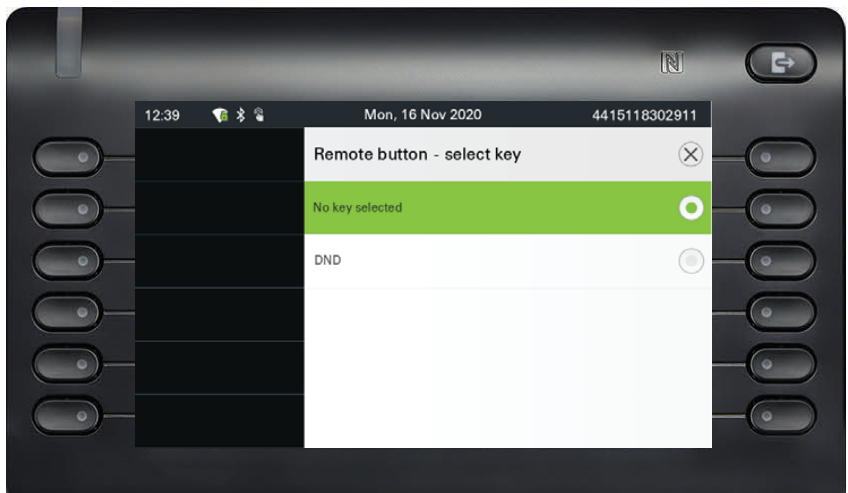 12:39 Mon, 16 Nov 2020 4415118302911
Remote button - select key
No key selected
DND